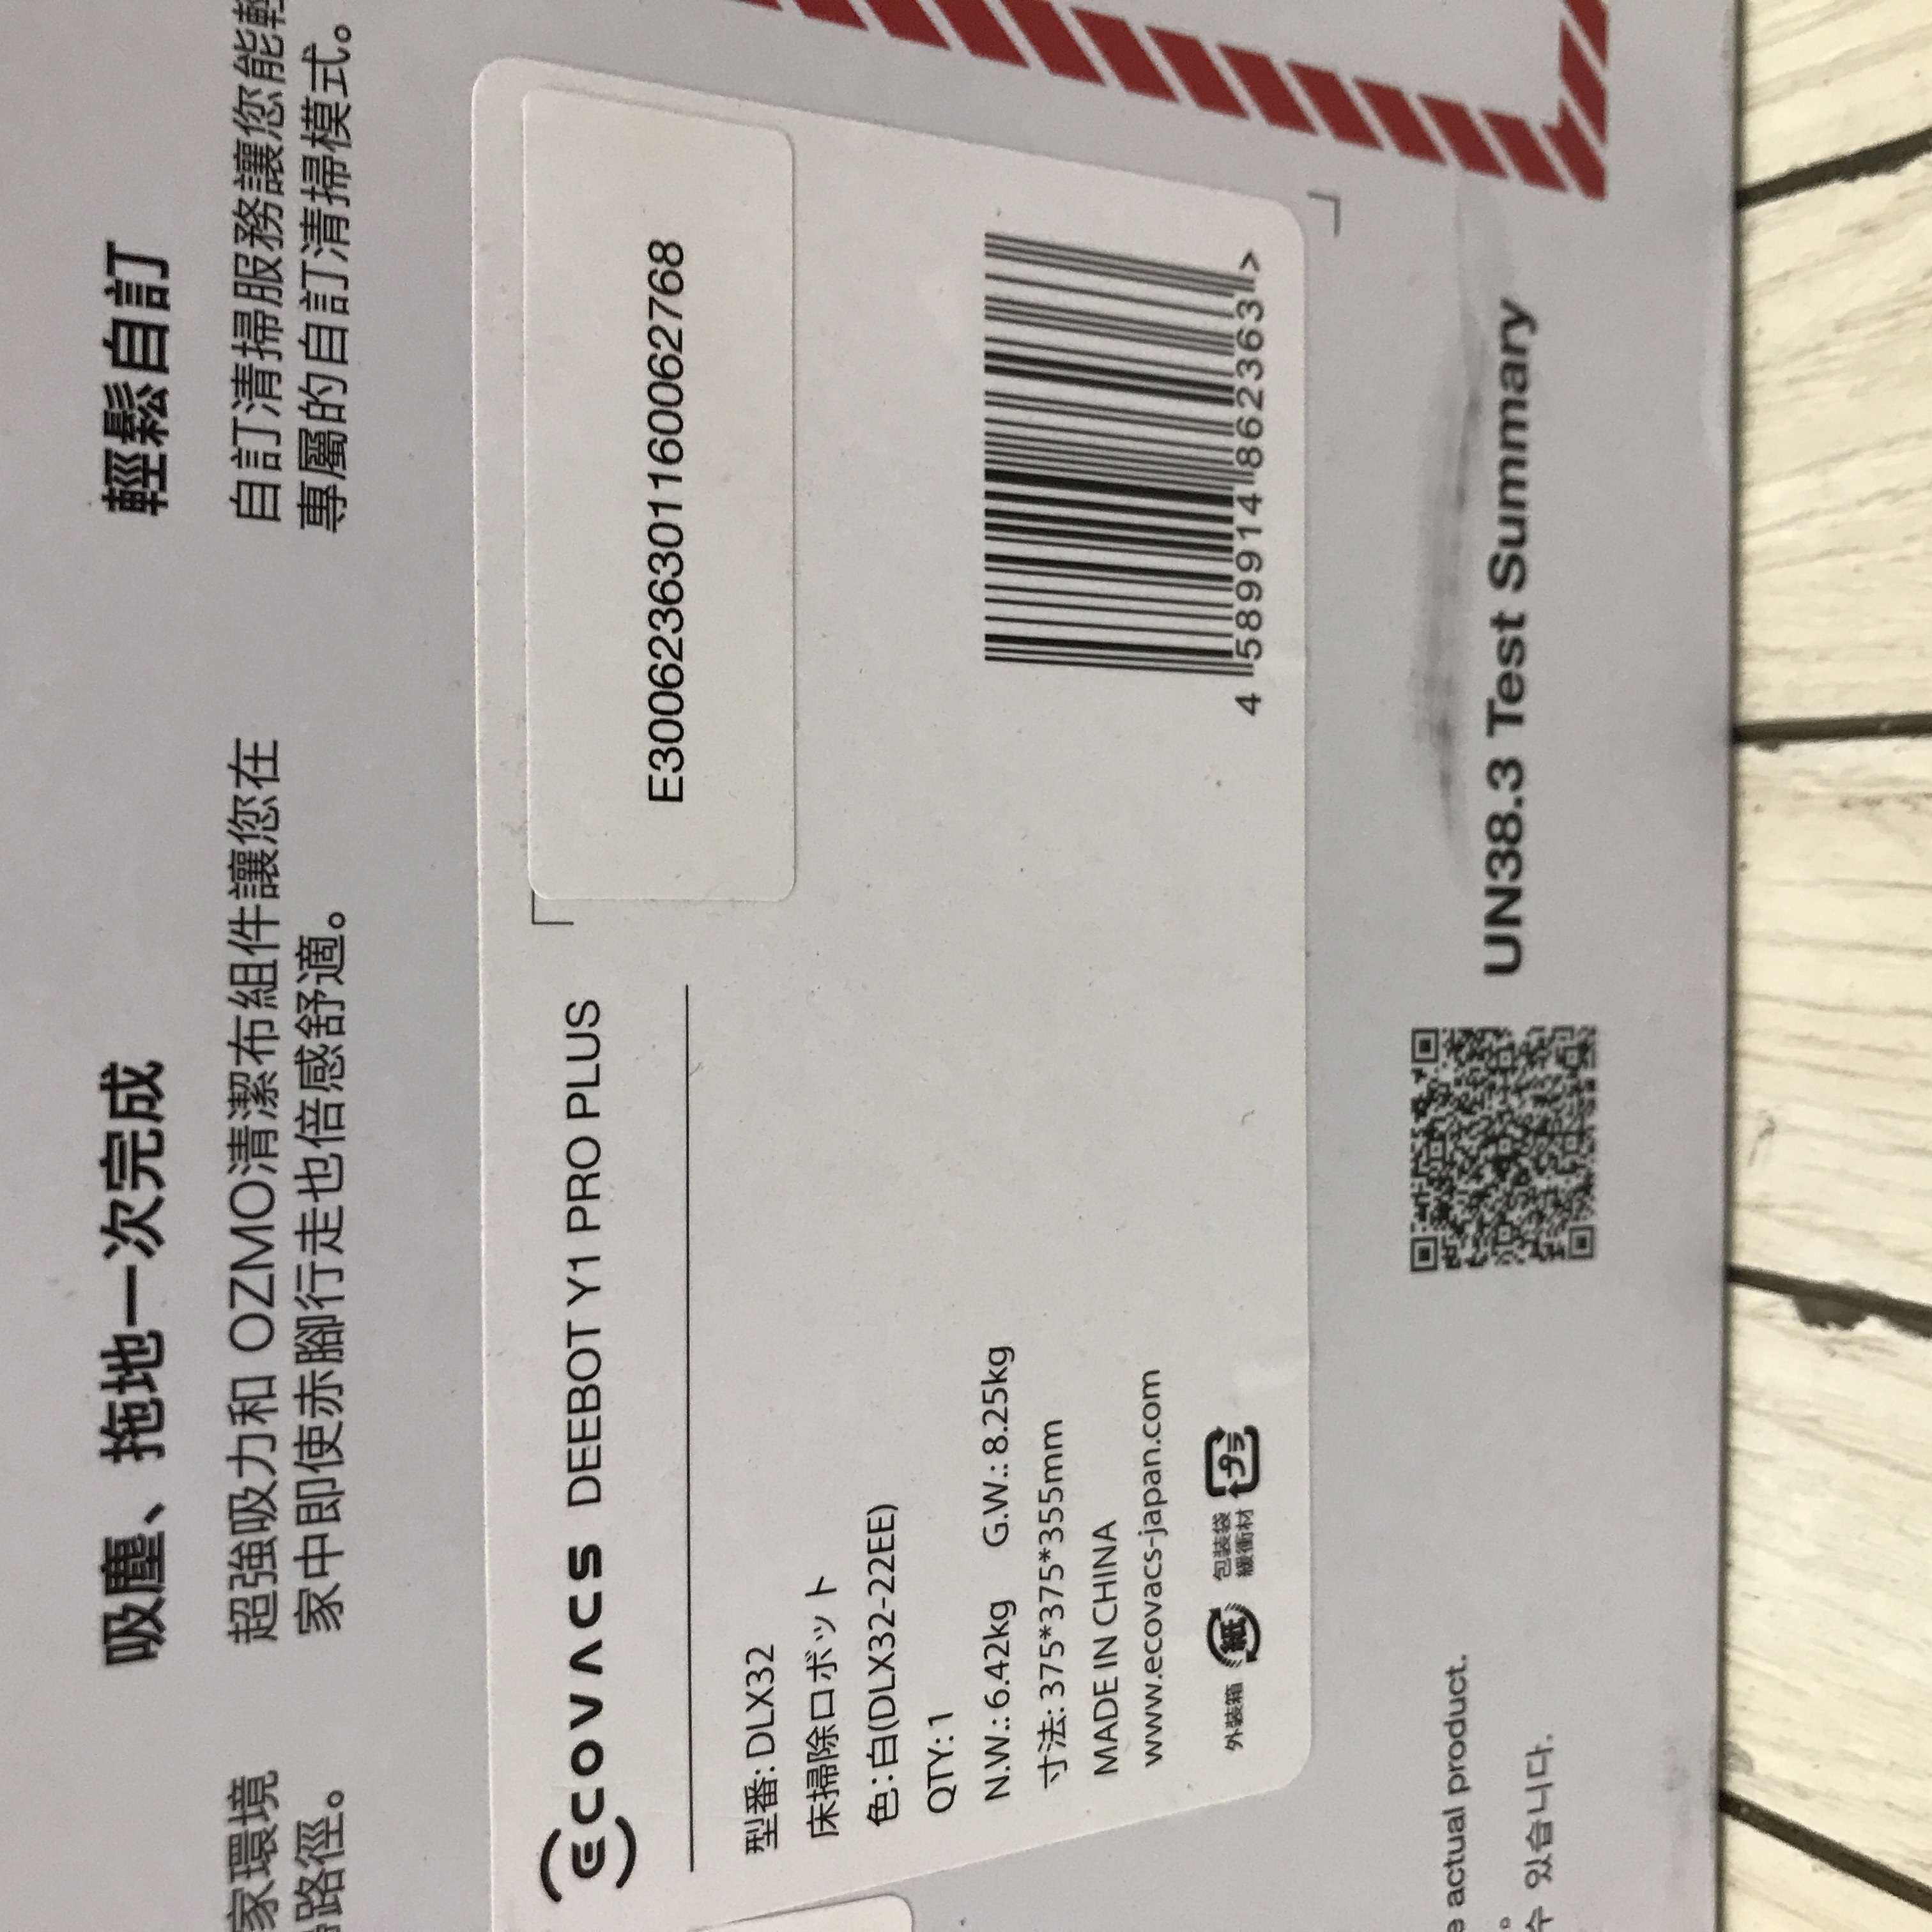 吸塵、拖地一次完成
輕鬆自訂
家環境
超強吸力和 OZMO清潔布組件讓您在
自訂清掃服務讓您能輕
路徑。
家中即使赤腳行走也倍感舒適。
專屬的自訂清掃模式。
ECOVACS DEEBOT Y1 PRO PLUS
E3006236301160062768
型番: DLX32
床掃除ロボット
色:白(DLX32-22EE)
QTY: 1
N.W.: 6.42kg G.W.: 8.25kg
寸法: 375*375*355mm
MADE IN CHINA
www.ecovacs-japan.com
外装箱 紙 包装袋 緩衝材 プラ
4 589914 862363 >
actual product.
。
수 있습니다.
UN38.3 Test Summary